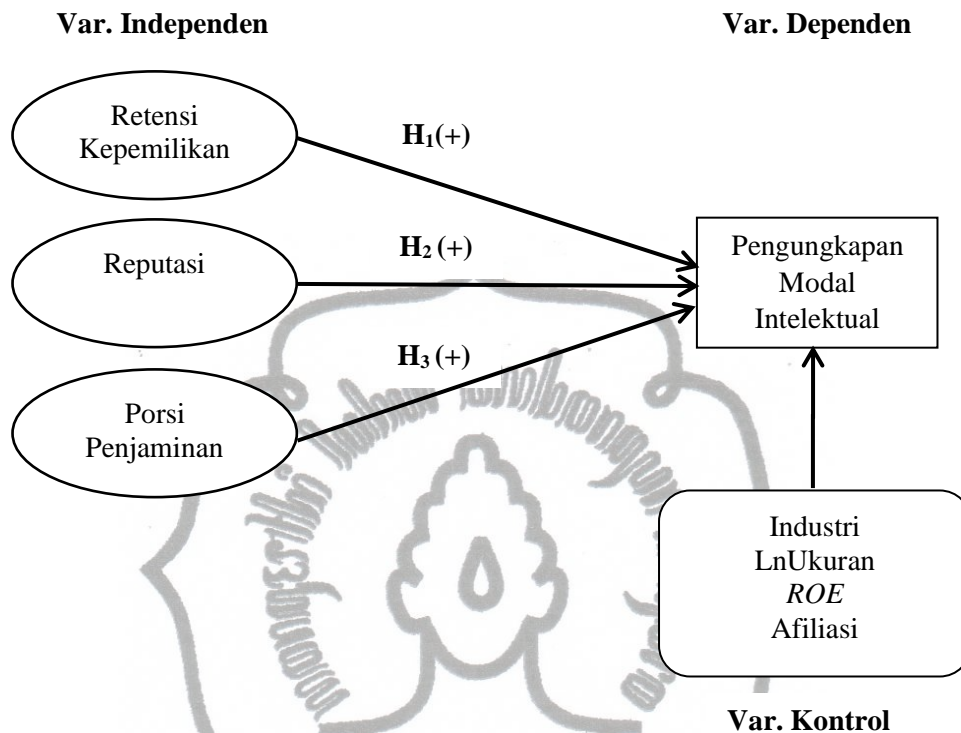 Var. Independen
Var. Dependen
Retensi
Kepemilikan
H₁(+)
Reputasi
H₂ (+)
Pengungkapan
Modal
Intelektual
H₃ (+)
Porsi
Penjaminan
Industri
LnUkuran
ROE
Afiliasi
Var. Kontrol